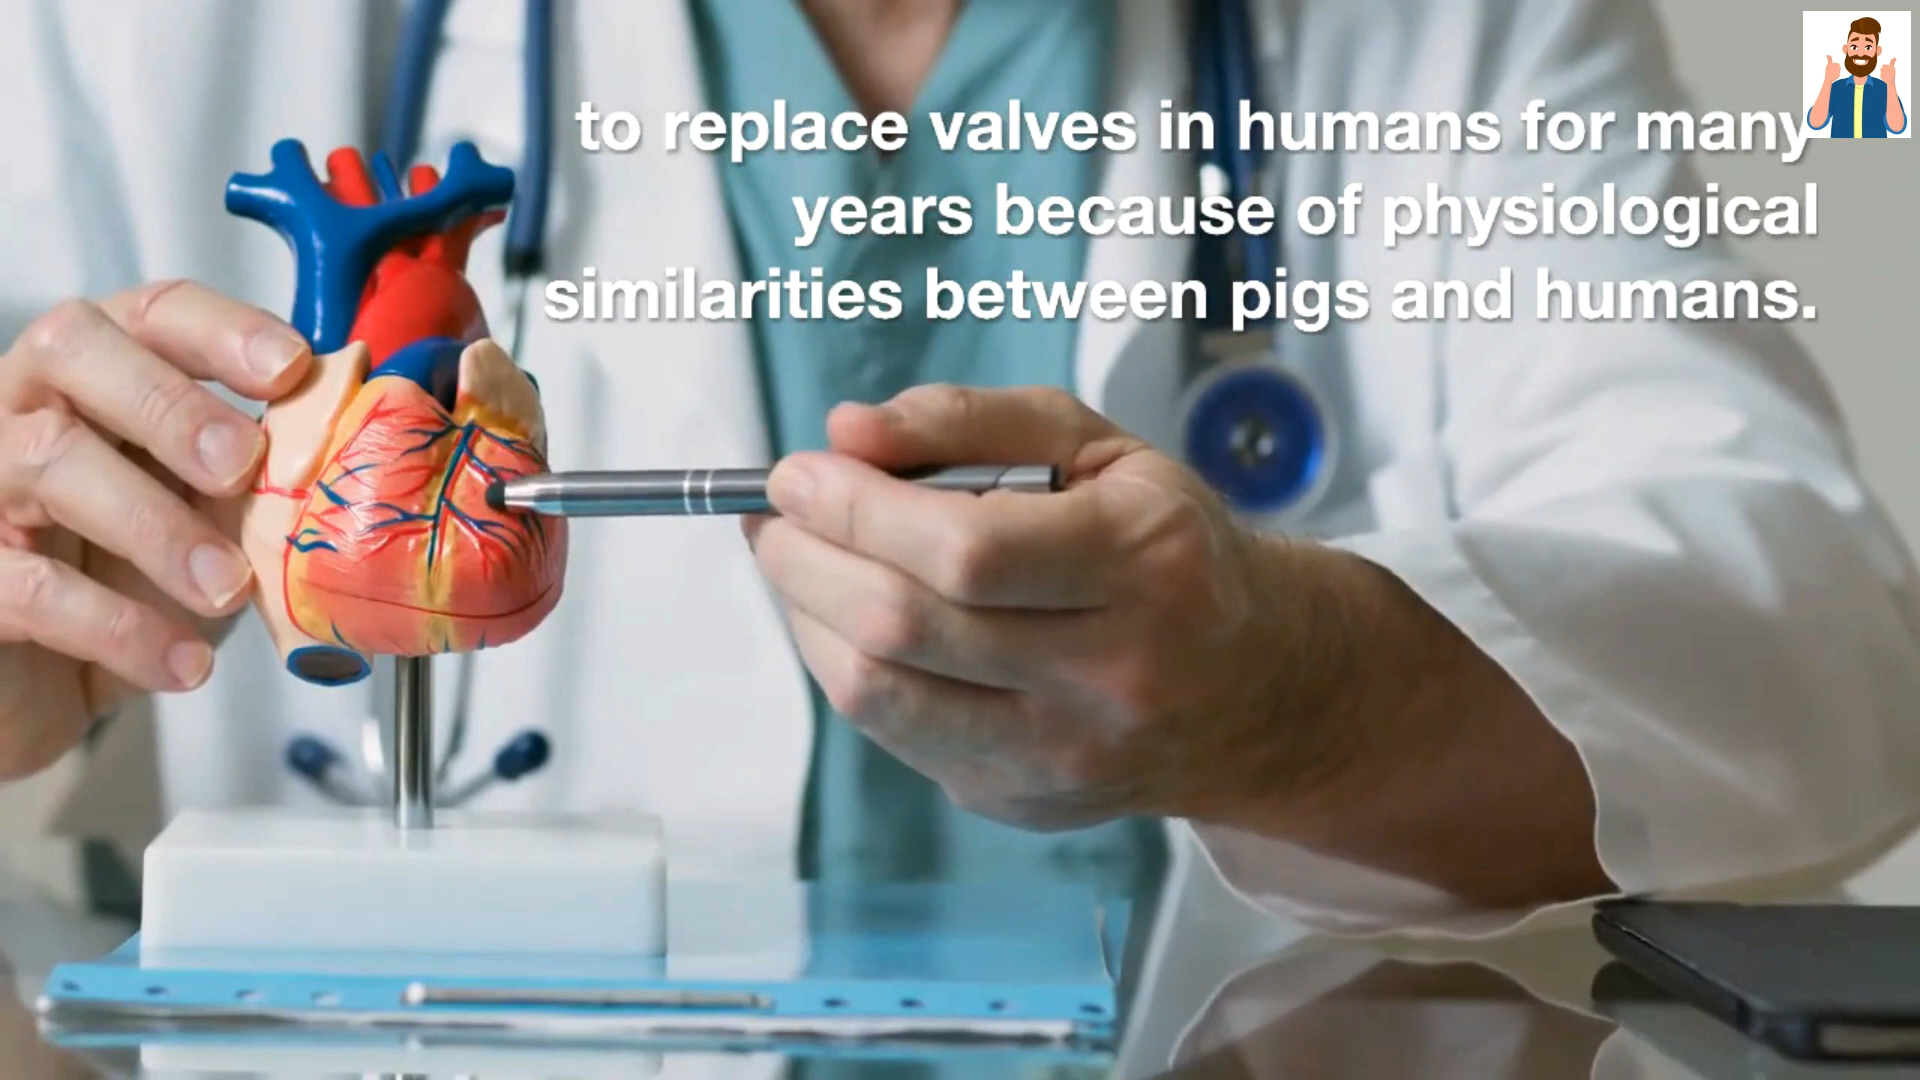 to replace valves in humans for many
years because of physiological
similarities between pigs and humans.